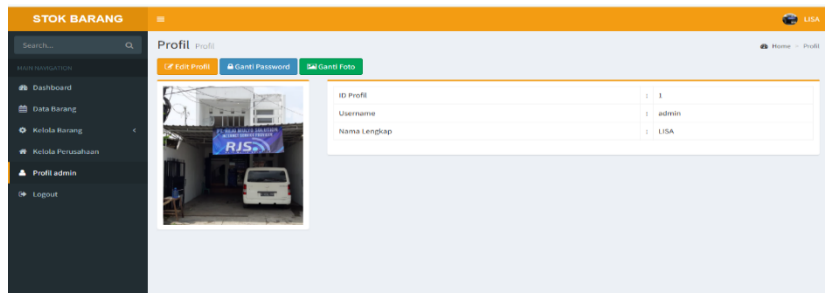 STOK BARANG
LISA
Search...
MAIN NAVIGATION
Dashboard
Data Barang
Kelola Barang
Kelola Perusahaan
Profil admin
Logout
Profil Profil
Home > Profil
Edit Profil
Ganti Password
Ganti Foto
RJS
ID Profil : 1
Username : admin
Nama Lengkap : LISA